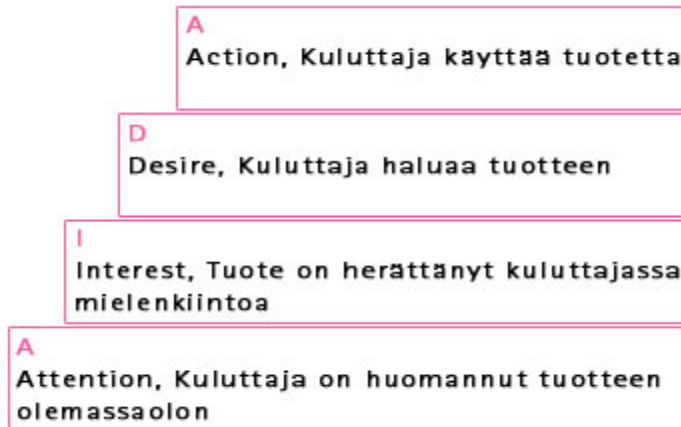 A
Action, Kuluttaja käyttää tuotetta
D
Desire, Kuluttaja haluaa tuotteen
I
Interest, Tuote on herättänyt kuluttajassa
mielenkiintoa
A
Attention, Kuluttaja on huomannut tuotteen
olemassaolon